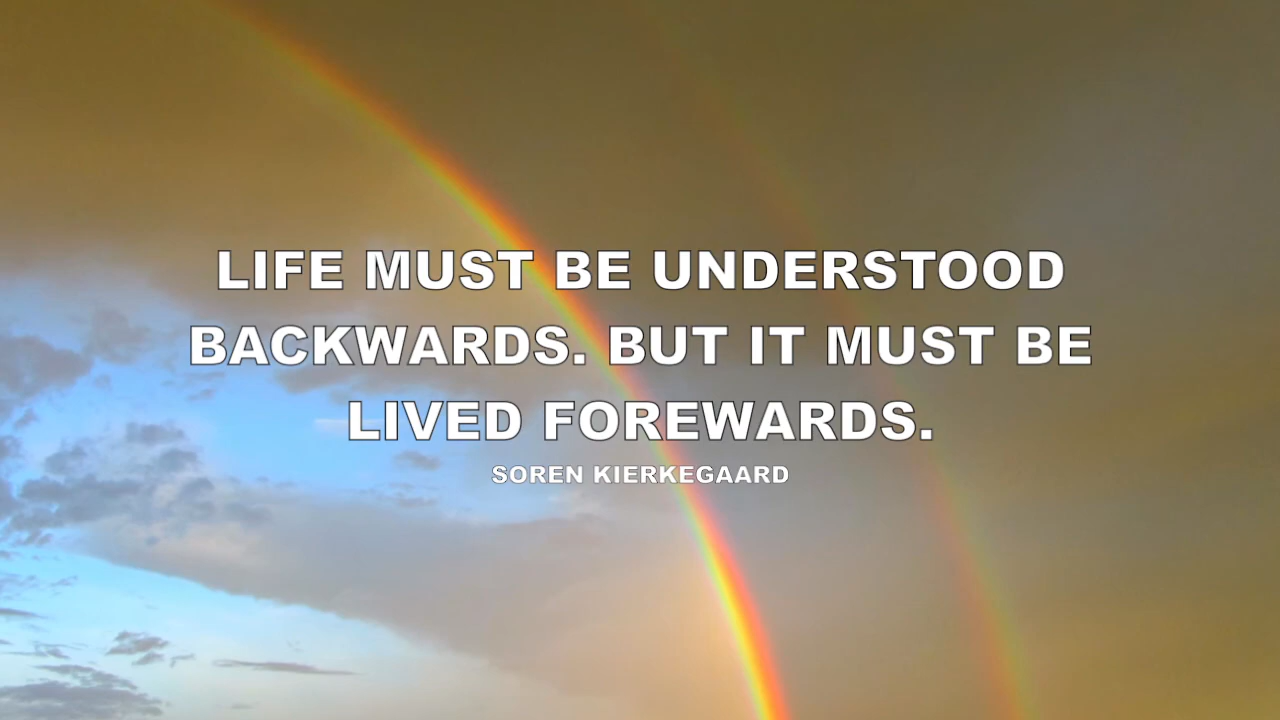 LIFE MUST BE UNDERSTOOD
BACKWARDS. BUT IT MUST BE
LIVED FOREWARDS.
SOREN KIERKEGAARD